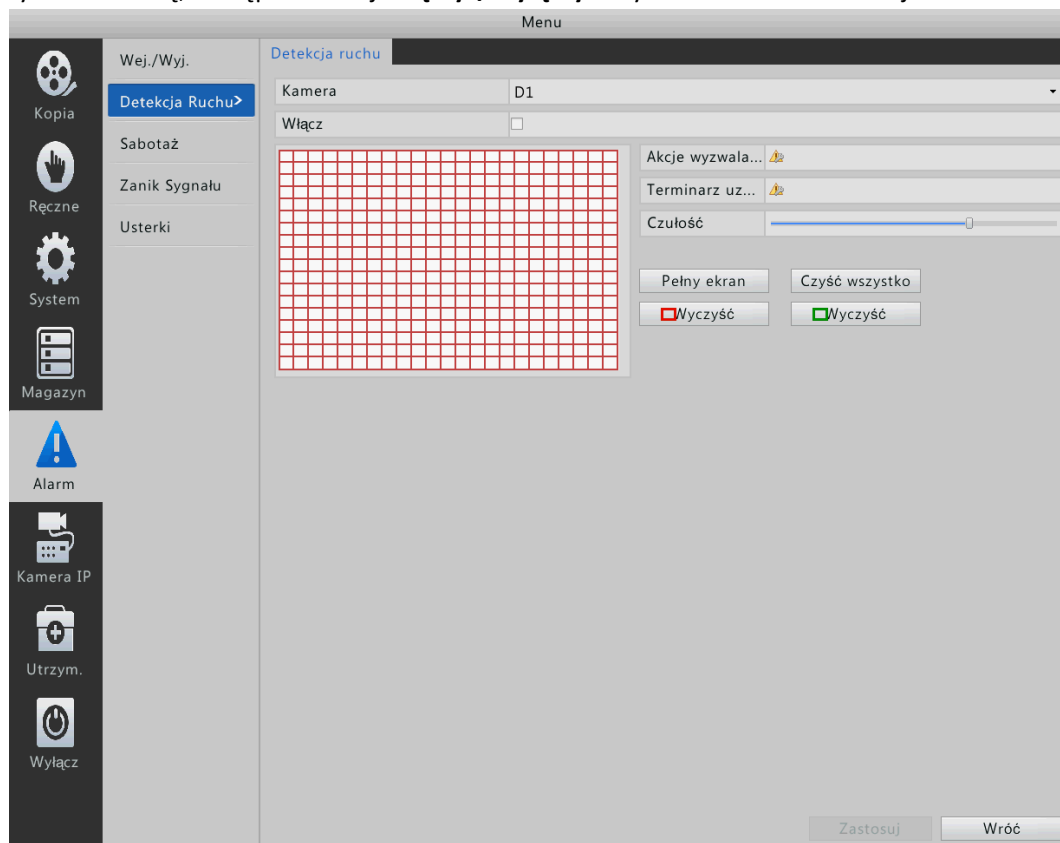 Menu
Kopia
Ręczne
System
Magazyn
Alarm
Kamera IP
Utrzym.
Wyłącz
Wej./Wyj.
Detekcja Ruchu>
Sabotaż
Zanik Sygnału
Usterki
Detekcja ruchu
Kamera D1
Włącz
Akcje wyzwala...
Terminarz uz...
Czułość
Pełny ekran Czyść wszystko
Wyczyść Wyczyść
Zastosuj Wróć